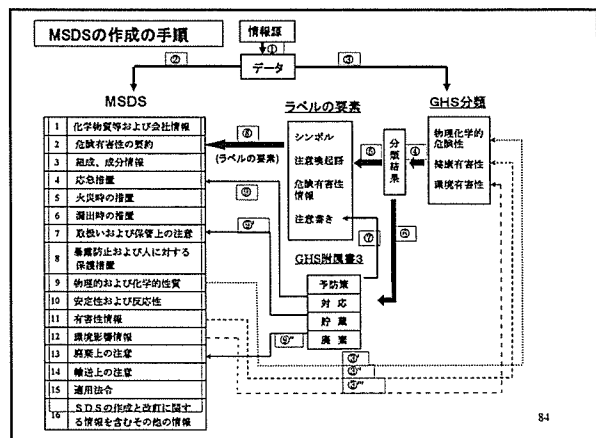 MSDSの作成の手順
情報源
①
データ
②
③
MSDS
1 化学物質等および会社情報
2 危険有害性の要約
3 組成、成分情報
4 応急措置
5 火災時の措置
6 漏出時の措置
7 取扱いおよび保管上の注意
8 暴露防止および人に対する
保護措置
9 物理的および化学的性質
10 安定性および反応性
11 有害性情報
12 環境影響情報
13 廃棄上の注意
14 輸送上の注意
15 適用法令
16 SDSの作成と改訂に関す
る情報を含むその他の情報
ラベルの要素
シンボル
注意喚起語
危険有害性
情報
注意書き
⑧
(ラベルの要素)
⑤
分類結果
④
GHS分類
物理化学的
危険性
健康有害性
環境有害性
⑥
⑦
⑨
⑨'
⑨"
GHS附属書3
予防策
対応
貯蔵
廃棄
③'
③"
③"'
84